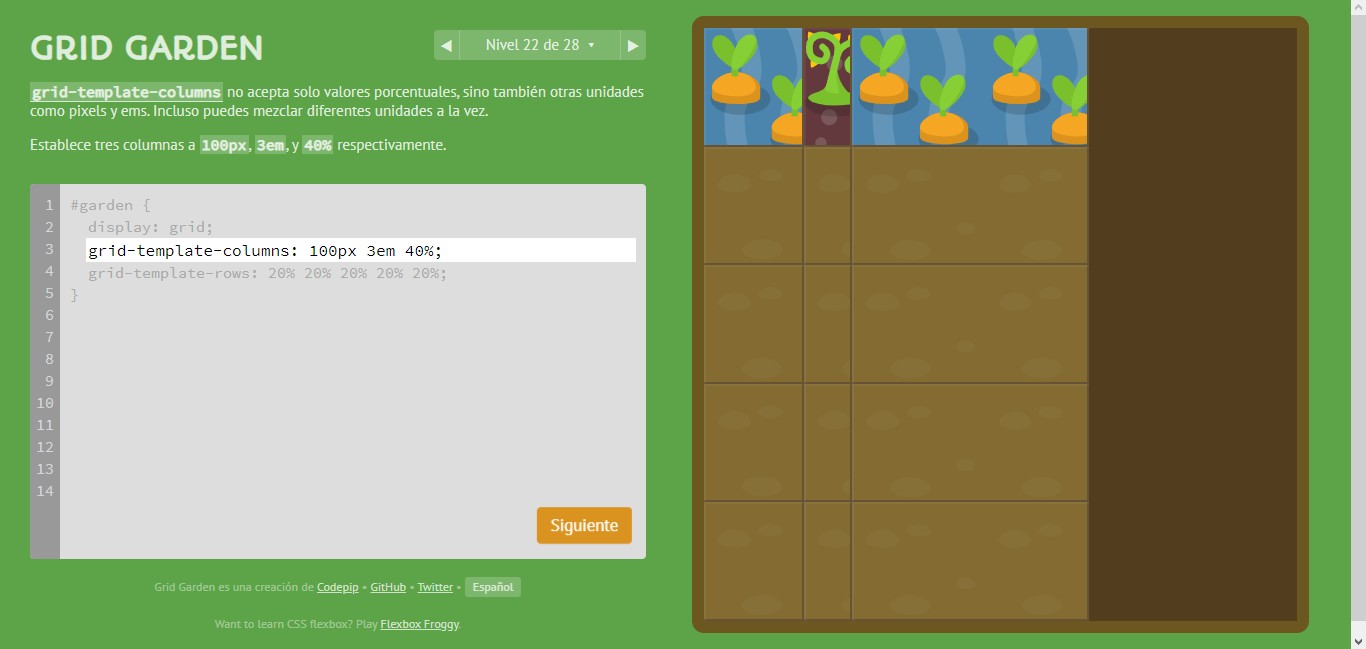 GRID GARDEN
◀ Nivel 22 de 28 ▾ ▶
grid-template-columns no acepta solo valores porcentuales, sino también otras unidades
como pixels y ems. Incluso puedes mezclar diferentes unidades a la vez.
Establece tres columnas a 100px, 3em, y 40% respectivamente.
1 #garden {
2 display: grid;
3 grid-template-columns: 100px 3em 40%;
4 grid-template-rows: 20% 20% 20% 20% 20%;
5 }
6
7
8
9
10
11
12
13
14
Siguiente
Grid Garden es una creación de Codepip • GitHub • Twitter • Español
Want to learn CSS flexbox? Play Flexbox Froggy.